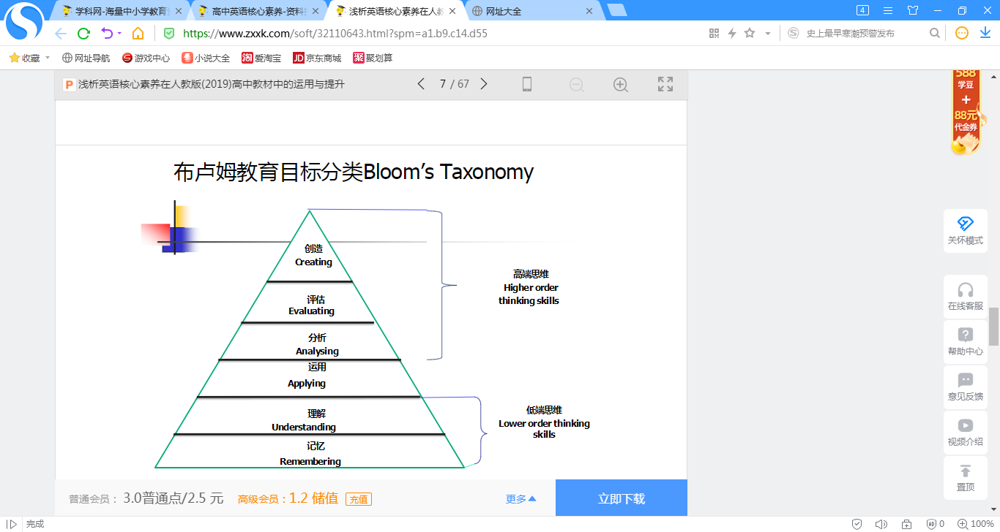 学科网-海量中小学教育资
高中英语核心素养-资料
浅析英语核心素养在人教
网址大全
4
https://www.zxxk.com/soft/32110643.html?spm=a1.b9.c14.d55
史上最早寒潮预警发布
收藏
网址导航
游戏中心
小说大全
淘 爱淘宝
JD 京东商城
聚 聚划算
P 浅析英语核心素养在人教版(2019)高中教材中的运用与提升
7 / 67
588
学豆
+
88元
代金券
布卢姆教育目标分类Bloom's Taxonomy
创造
Creating
评估
Evaluating
分析
Analysing
运用
Applying
理解
Understanding
记忆
Remembering
高端思维
Higher order
thinking skills
低端思维
Lower order thinking
skills
关怀模式
在线客服
帮助中心
意见反馈
视频介绍
置顶
普通会员： 3.0普通点/2.5 元
高级会员：1.2 储值 充值
更多
立即下载
完成
0
100%